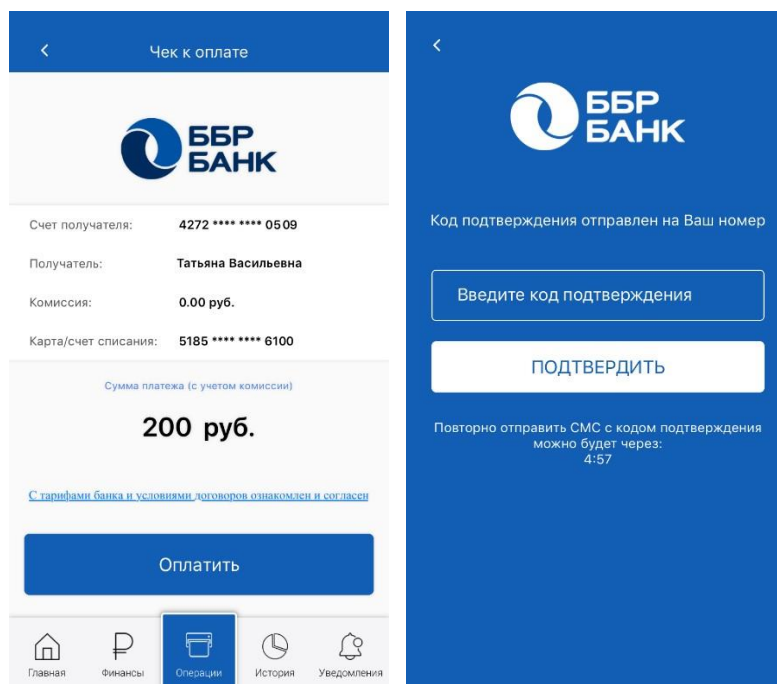 Чек к оплате
ББР
БАНК
Счет получателя: 4272 **** **** 0509
Получатель: Татьяна Васильевна
Комиссия: 0.00 руб.
Карта/счет списания: 5185 **** **** 6100
Сумма платежа (с учетом комиссии)
200 руб.
С тарифами банка и условиями договоров ознакомлен и согласен
Оплатить
Главная
Финансы
Операции
История
Уведомления
ББР
БАНК
Код подтверждения отправлен на Ваш номер
Введите код подтверждения
ПОДТВЕРДИТЬ
Повторно отправить СМС с кодом подтверждения
можно будет через:
4:57